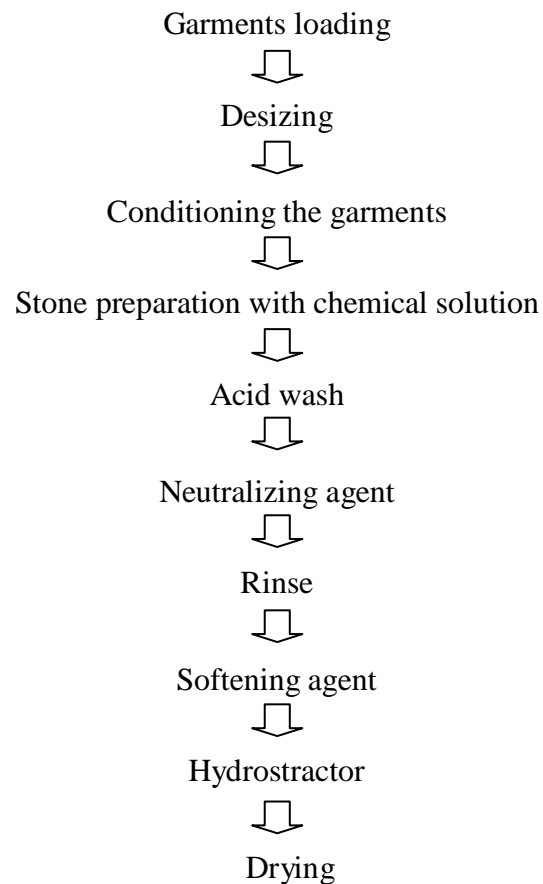 Garments loading
Desizing
Conditioning the garments
Stone preparation with chemical solution
Acid wash
Neutralizing agent
Rinse
Softening agent
Hydrostractor
Drying